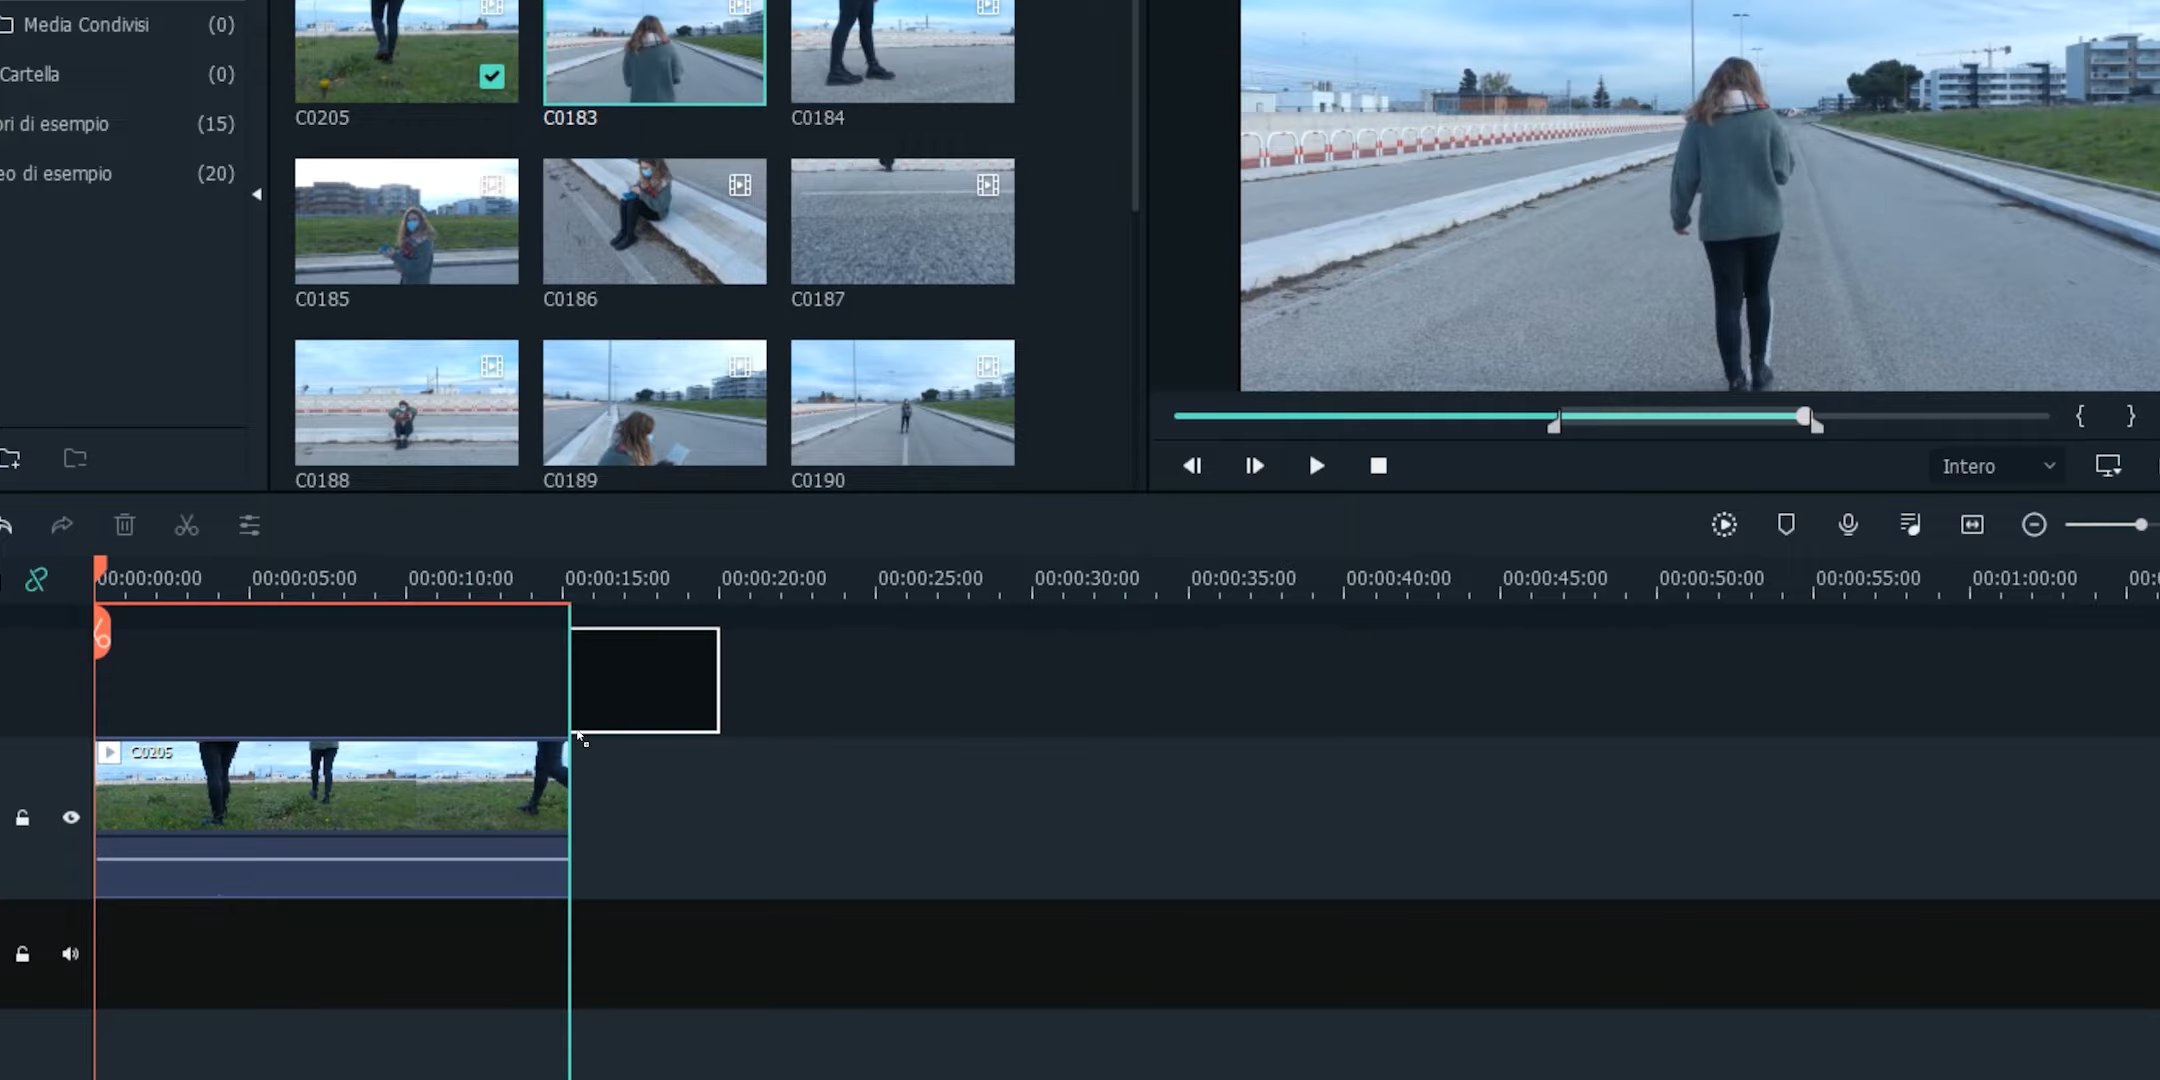 Media Condivisi (0)
Cartella (0)
ri di esempio (15)
eo di esempio (20)
C0205 C0183 C0184
C0185 C0186 C0187
C0188 C0189 C0190
{ }
Intero
00:00:00:00 00:00:05:00 00:00:10:00 00:00:15:00 00:00:20:00 00:00:25:00 00:00:30:00 00:00:35:00 00:00:40:00 00:00:45:00 00:00:50:00 00:00:55:00 00:01:00:00 00:
C0205